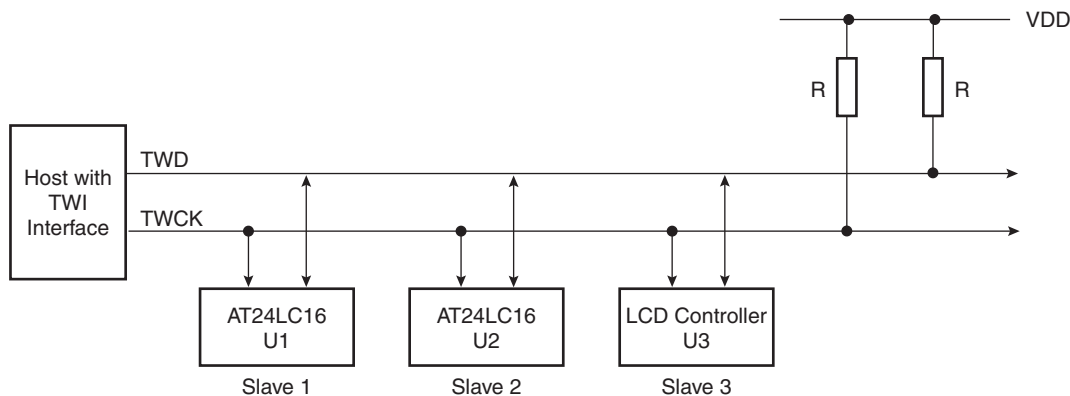 VDD
R
R
Host with
TWI
Interface
TWD
TWCK
AT24LC16
U1
AT24LC16
U2
LCD Controller
U3
Slave 1
Slave 2
Slave 3